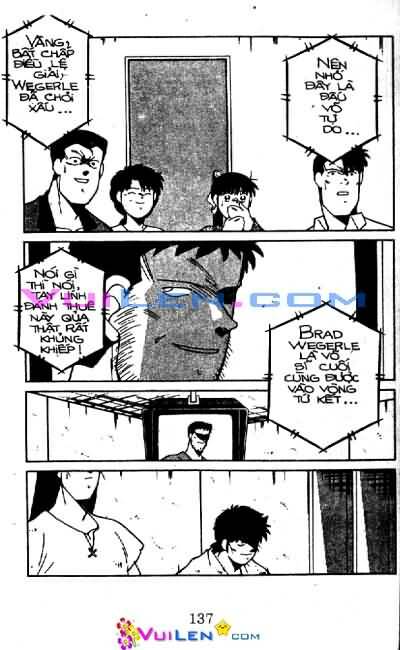 VÂNG,
BẤT CHẤP
ĐIỀU LỆ
GIẢI,
WEGERLE
ĐÃ CHƠI
XẤU...
NÊN
NHỚ
ĐÂY LÀ
ĐẤU
VÕ
TỰ
DO...
NÓI GÌ
THÌ NÓI,
TAY LÍNH
ĐÁNH THUÊ
NÀY QUẢ
THẬT RẤT
KHỦNG
KHIẾP!
VUILEN.COM
BRAD
WEGERLE
LÀ VÕ
SĨ CUỐI
CÙNG ĐƯỢC
VÀO VÒNG
TỨ KẾT...
137
VUILEN.COM